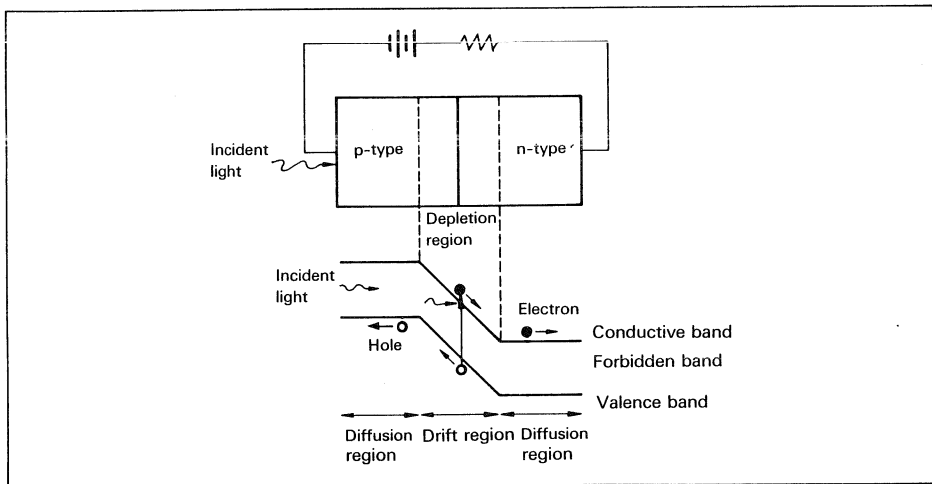 Incident
light
p-type
n-type
Depletion
region
Incident
light
Electron
Hole
Conductive band
Forbidden band
Valence band
Diffusion
region
Drift region
Diffusion
region